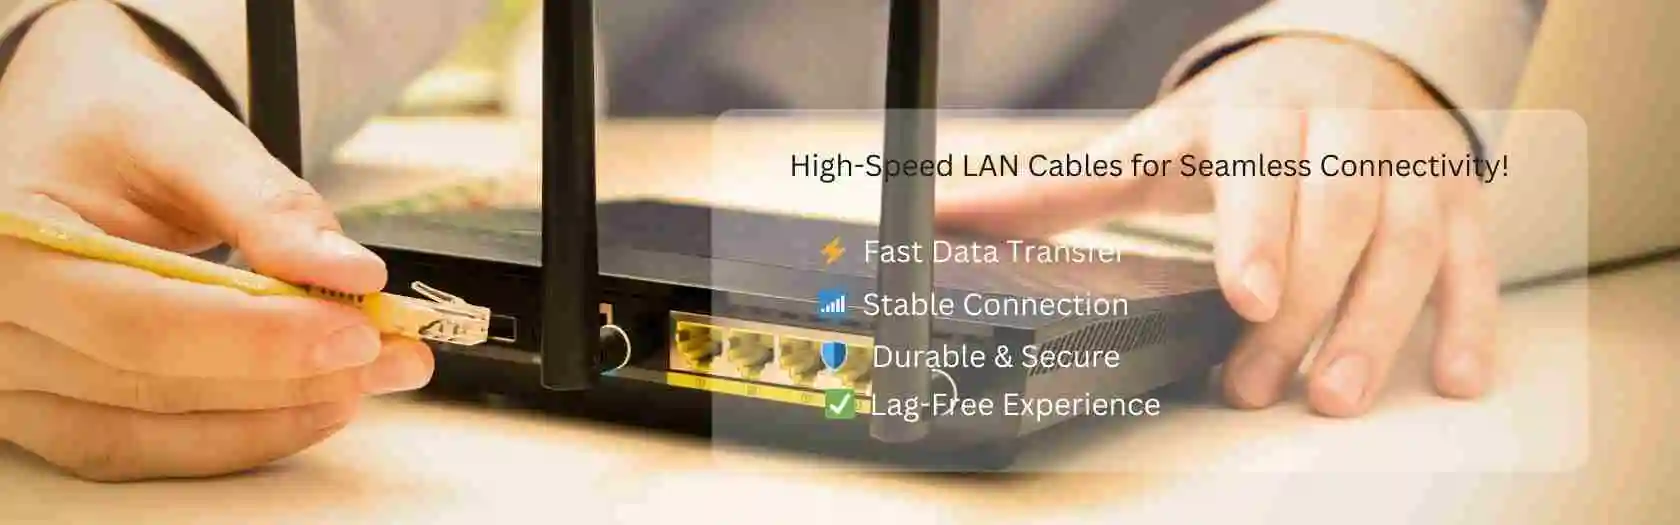 High-Speed LAN Cables for Seamless Connectivity!
⚡ Fast Data Transfer
📶 Stable Connection
🛡️ Durable & Secure
✅ Lag-Free Experience